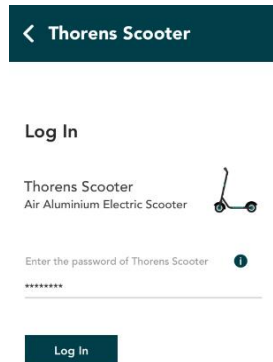 Thorens Scooter
Log In
Thorens Scooter
Air Aluminium Electric Scooter
Enter the password of Thorens Scooter
********
Log In